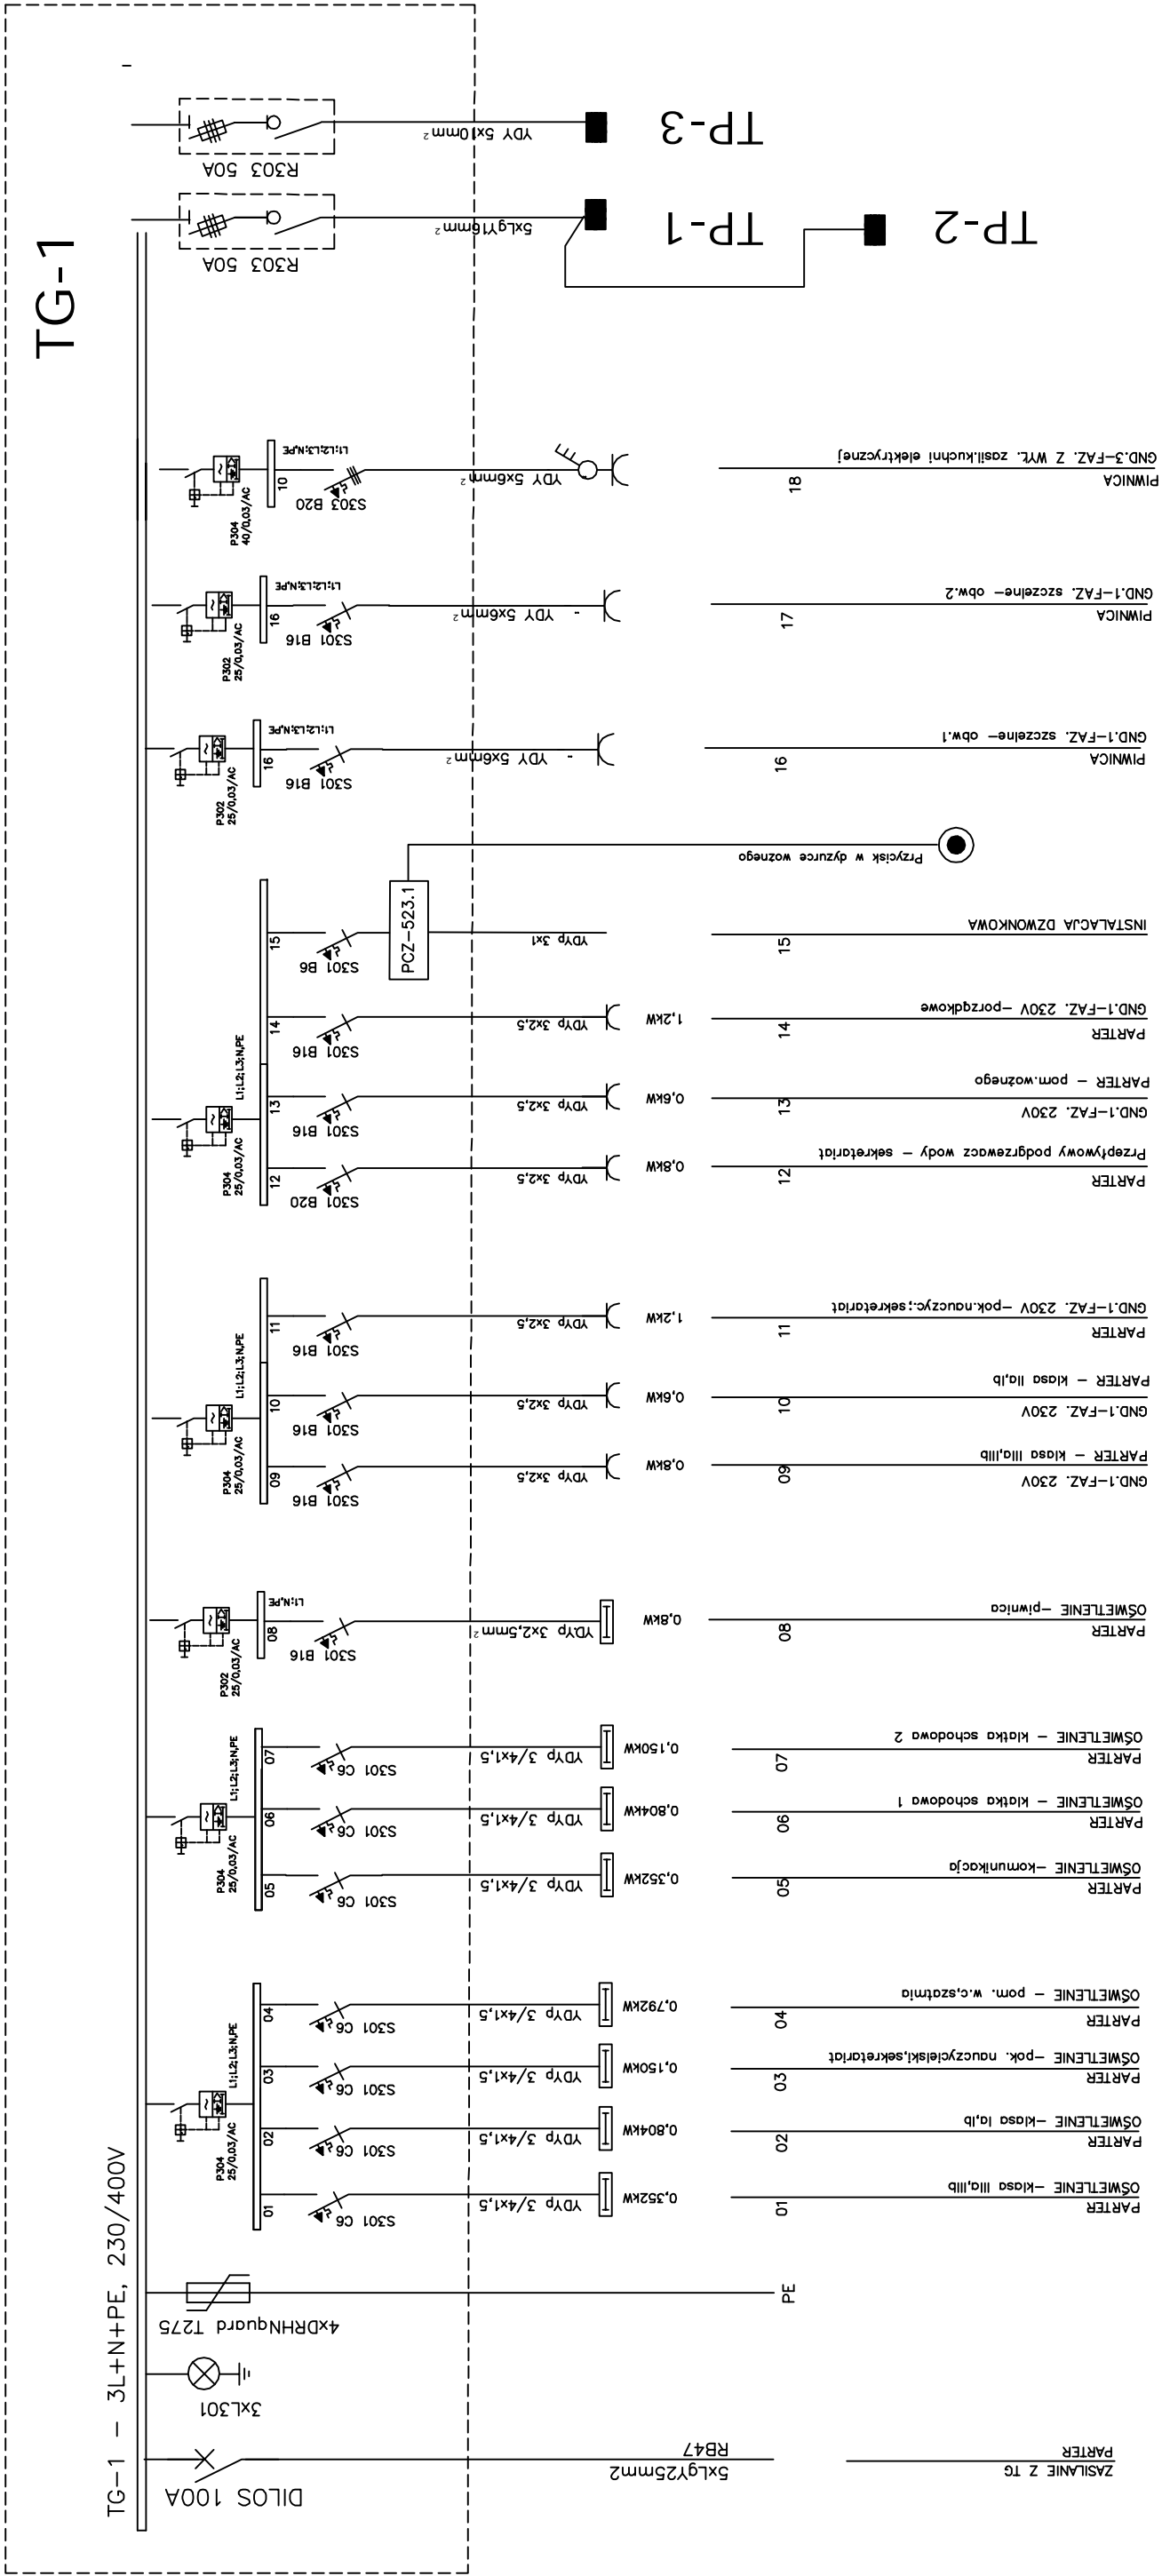 TG-1
TP-3
YDY 5x10mm²
R303 50A
TP-1
TP-2
5xLgY16mm²
R303 50A
GND.3-FAZ. Z WYŁ. zasil.kuchni elektrycznej
PIWNICA
18
L1;L2;L3;N,PE
10
YDY 5x6mm²
S303 B20
P304
40/0,03/AC
GND.1-FAZ. szczelne- obw.2
PIWNICA
17
L1;L2;L3;N,PE
16
- YDY 5x6mm²
S301 B16
P302
25/0,03/AC
GND.1-FAZ. szczelne- obw.1
PIWNICA
16
L1;L2;L3;N,PE
16
- YDY 5x6mm²
S301 B16
P302
25/0,03/AC
Przycisk w dyzurce woźnego
PCZ-523.1
INSTALACJA DZWONKOWA
15
YDYp 3x1
15
S301 B6
GND.1-FAZ. 230V -porządkowe
PARTER
14
1,2kW
YDYp 3x2,5
14
S301 B16
L1;L2;L3;N,PE
PARTER - pom.woźnego
GND.1-FAZ. 230V
13
0,6kW
YDYp 3x2,5
13
S301 B16
P304
25/0,03/AC
Przepływowy podgrzewacz wody - sekretariat
PARTER
12
0,8kW
YDYp 3x2,5
12
S301 B20
GND.1-FAZ. 230V -pok.nauczyc.;sekretariat
PARTER
11
1,2kW
YDYp 3x2,5
11
S301 B16
L1;L2;L3;N,PE
PARTER - klasa IIa,Ib
GND.1-FAZ. 230V
10
0,6kW
YDYp 3x2,5
10
S301 B16
P304
25/0,03/AC
PARTER - klasa IIIa,IIIb
GND.1-FAZ. 230V
09
0,8kW
YDYp 3x2,5
09
S301 B16
OŚWIETLENIE -piwnica
PARTER
08
0,8kW
YDYp 3x2,5mm²
L1;N,PE
08
S301 B16
P302
25/0,03/AC
OŚWIETLENIE - klatka schodowa 2
PARTER
07
0,150kW
YDYp 3/4x1,5
07
S301 C6
L1;L2;L3;N,PE
OŚWIETLENIE - klatka schodowa 1
PARTER
06
0,804kW
YDYp 3/4x1,5
06
S301 C6
P304
25/0,03/AC
OŚWIETLENIE -komunikacja
PARTER
05
0,352kW
YDYp 3/4x1,5
05
S301 C6
OŚWIETLENIE - pom. w.c,szatmia
PARTER
04
0,792kW
YDYp 3/4x1,5
04
S301 C6
L1;L2;L3;N,PE
OŚWIETLENIE -pok. nauczycielski,sekretariat
PARTER
03
0,150kW
YDYp 3/4x1,5
03
S301 C6
P304
25/0,03/AC
OŚWIETLENIE -klasa Ia,Ib
PARTER
02
0,804kW
YDYp 3/4x1,5
02
S301 C6
OŚWIETLENIE -klasa IIIa,IIIb
PARTER
01
0,352kW
YDYp 3/4x1,5
01
S301 C6
TG-1 - 3L+N+PE, 230/400V
PE
4xDRHNquard T275
3xL301
RB47
5xLgY25mm2
DILOS 100A
PARTER
ZASILANIE Z TG